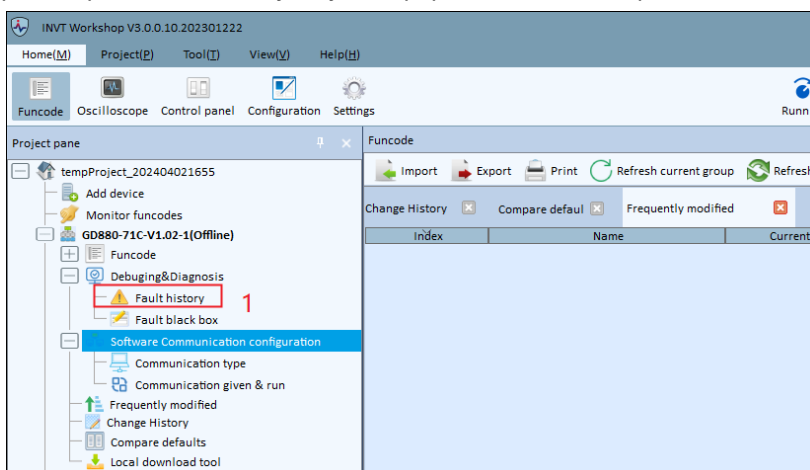 INVT Workshop V3.0.0.10.202301222
Home(M) Project(P) Tool(T) View(V) Help(H)
Funcode Oscilloscope Control panel Configuration Settings Runn
Project pane
tempProject_202404021655
Add device
Monitor funcodes
GD880-71C-V1.02-1(Offline)
Funcode
Debuging&Diagnosis
Fault history 1
Fault black box
Software Communication configuration
Communication type
Communication given & run
Frequently modified
Change History
Compare defaults
Local download tool
Funcode
Import Export Print Refresh current group Refresh
Change History Compare defaul Frequently modified
Index Name Current